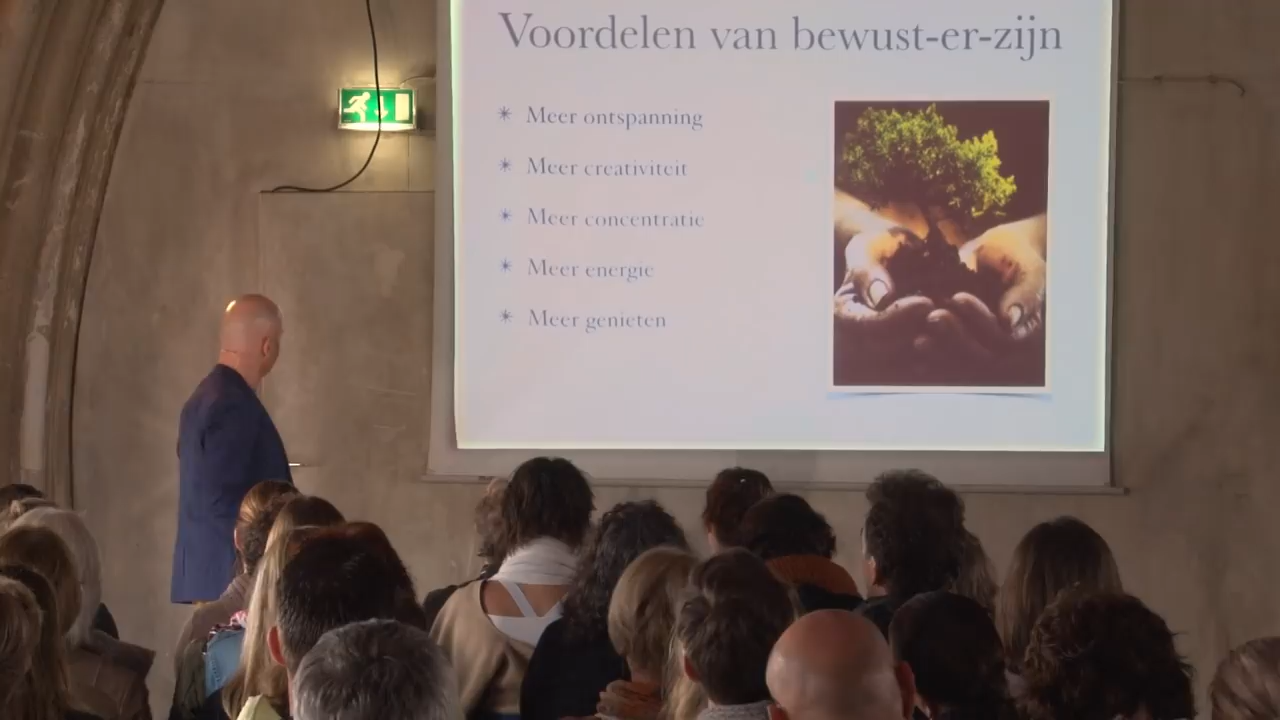 Voordelen van bewust-er-zijn
Meer ontspanning
Meer creativiteit
Meer concentratie
Meer energie
Meer genieten